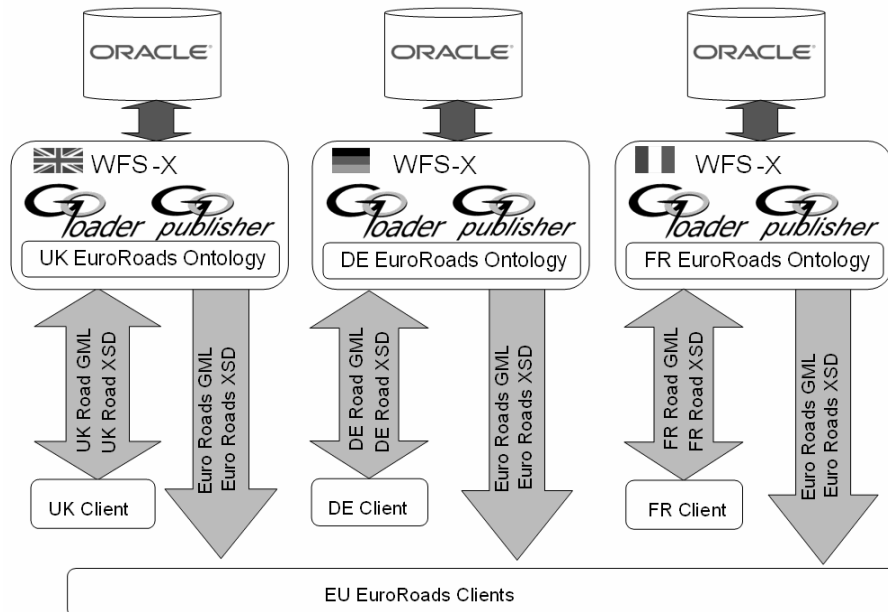 ORACLE®
ORACLE®
ORACLE®
WFS-X
WFS-X
WFS-X
Go loader
Go publisher
Go loader
Go publisher
Go loader
Go publisher
UK EuroRoads Ontology
DE EuroRoads Ontology
FR EuroRoads Ontology
UK Road GML
UK Road XSD
Euro Roads GML
Euro Roads XSD
DE Road GML
DE Road XSD
Euro Roads GML
Euro Roads XSD
FR Road GML
FR Road XSD
Euro Roads GML
Euro Roads XSD
UK Client
DE Client
FR Client
EU EuroRoads Clients